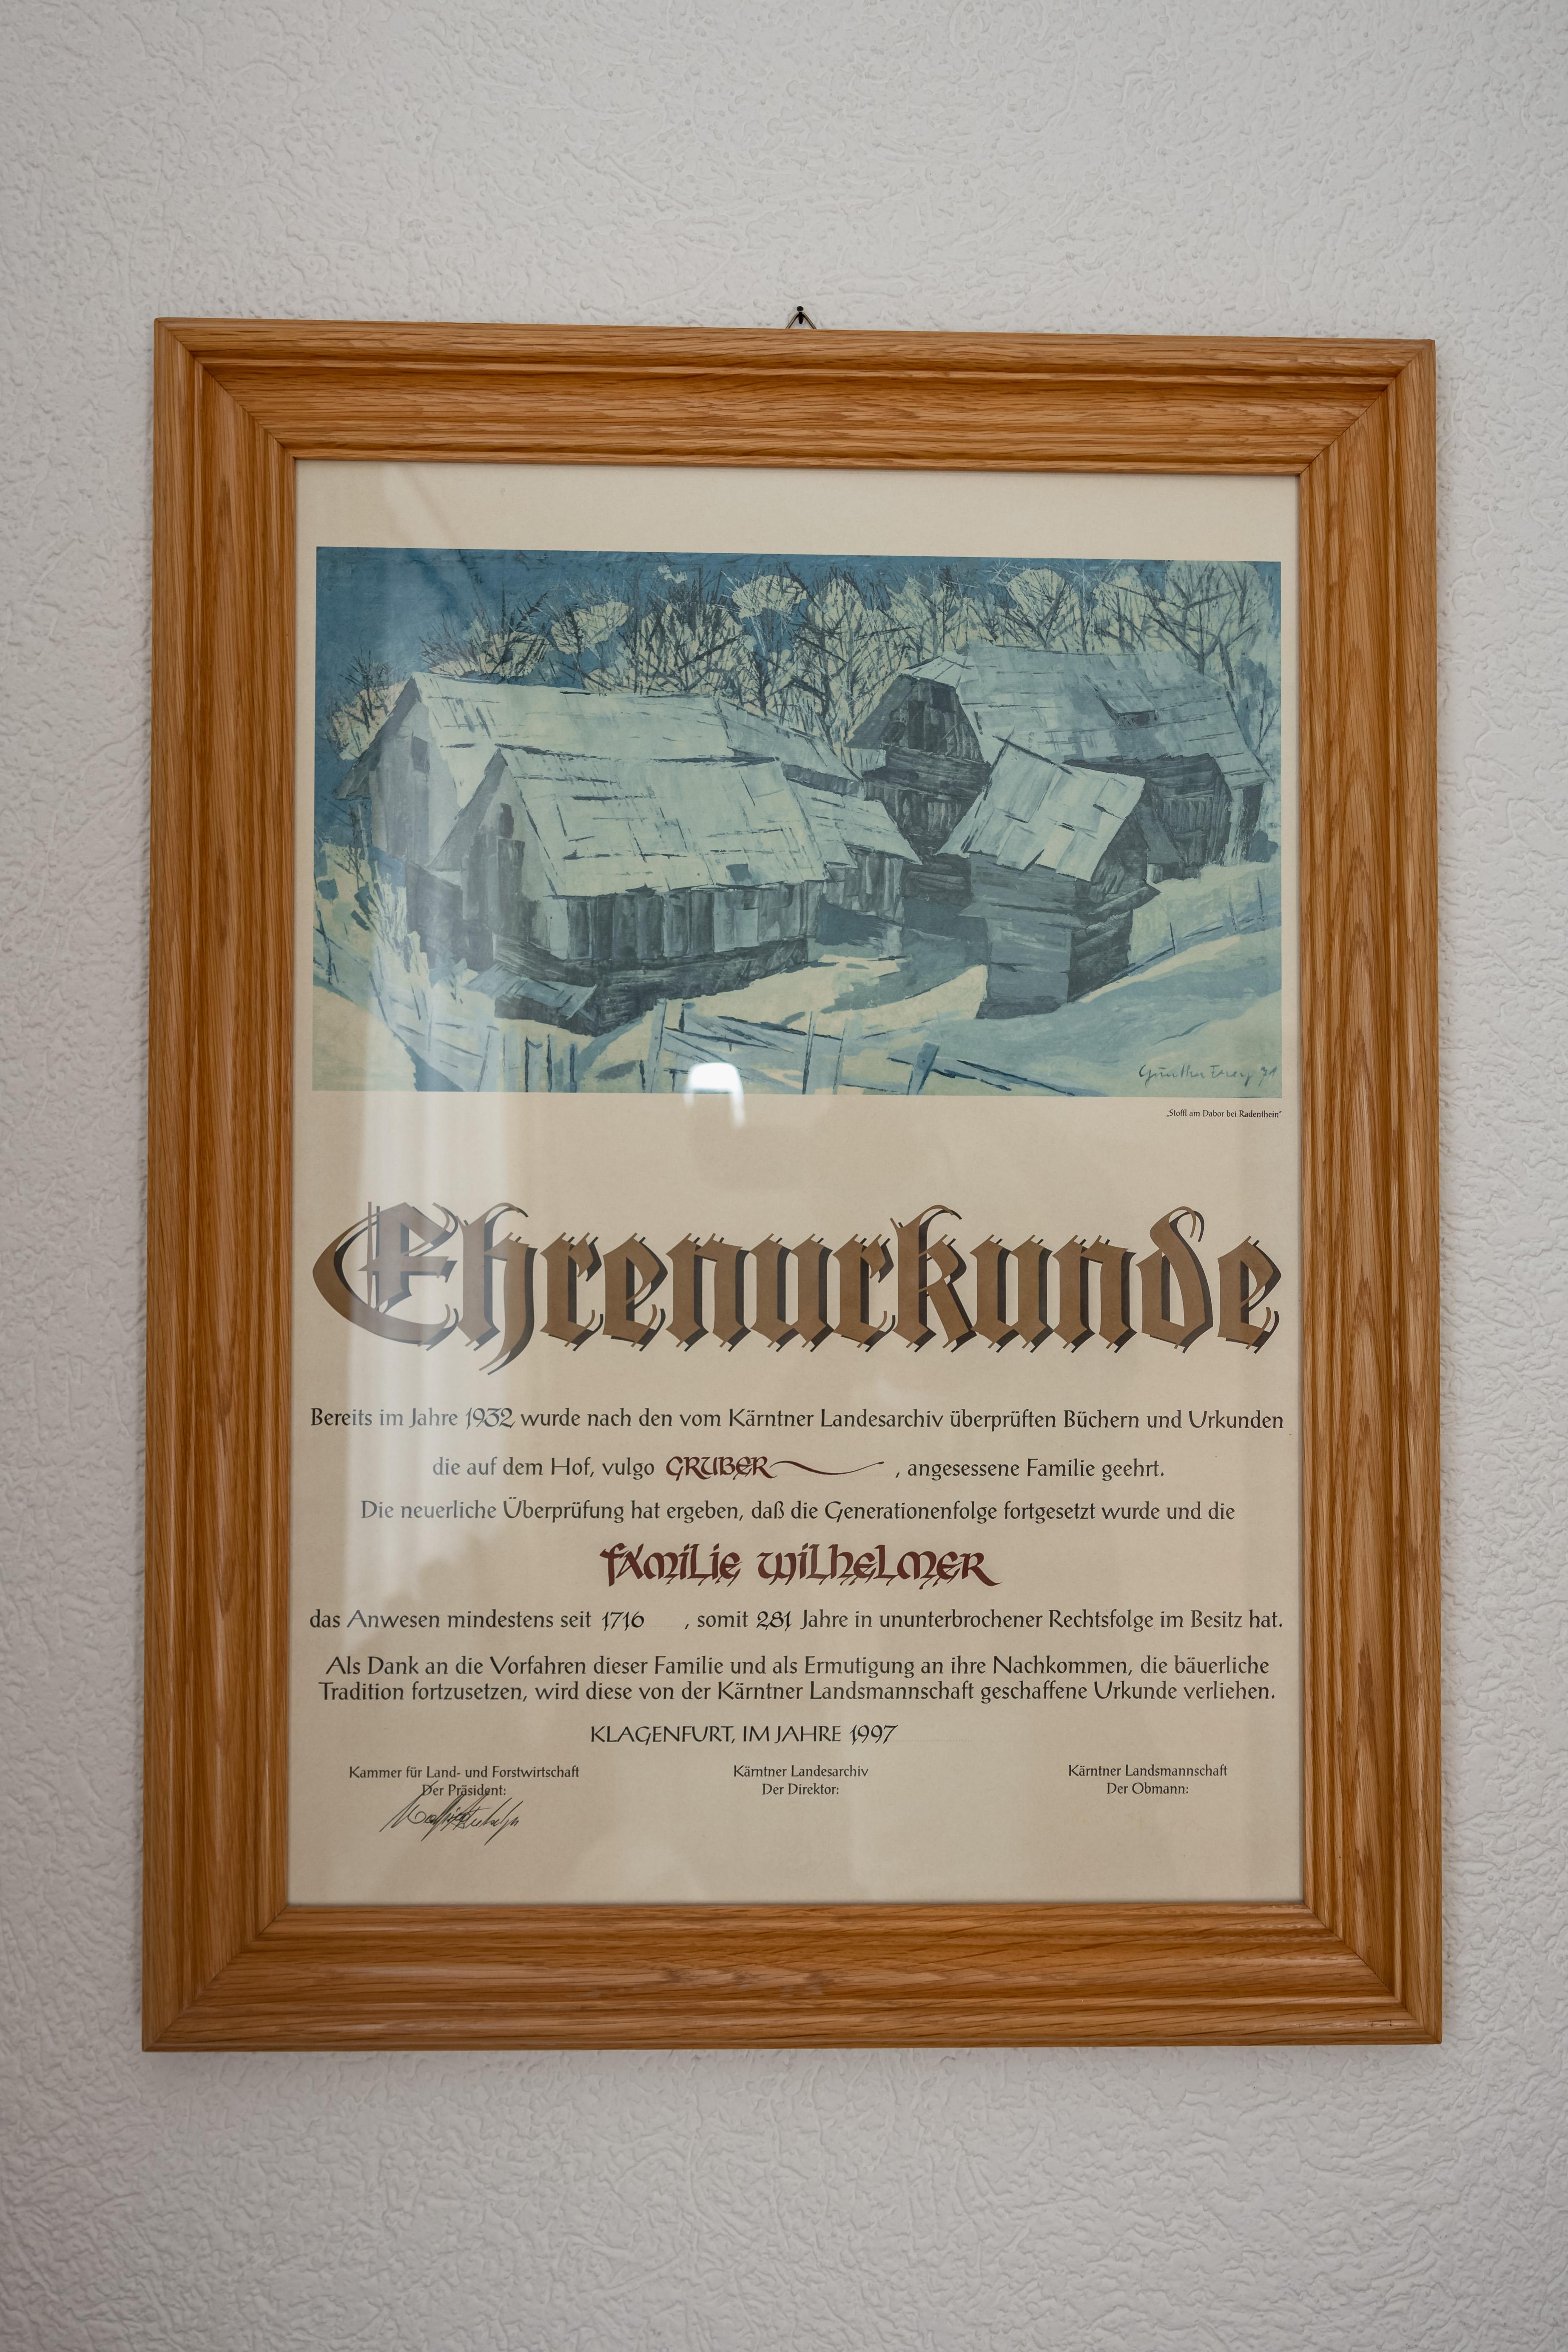 „Stoffl am Dabor bei Radenthein"
Ehrenurkunde
Bereits im Jahre 1932 wurde nach den vom Kärntner Landesarchiv überprüften Büchern und Urkunden
die auf dem Hof, vulgo GRUBER , angesessene Familie geehrt.
Die neuerliche Überprüfung hat ergeben, daß die Generationenfolge fortgesetzt wurde und die
FAMILIE WILHELMER
das Anwesen mindestens seit 1716 , somit 281 Jahre in ununterbrochener Rechtsfolge im Besitz hat.
Als Dank an die Vorfahren dieser Familie und als Ermutigung an ihre Nachkommen, die bäuerliche
Tradition fortzusetzen, wird diese von der Kärntner Landsmannschaft geschaffene Urkunde verliehen.
KLAGENFURT, IM JAHRE 1997
Kammer für Land- und Forstwirtschaft
Der Präsident:
Kärntner Landesarchiv
Der Direktor:
Kärntner Landsmannschaft
Der Obmann: